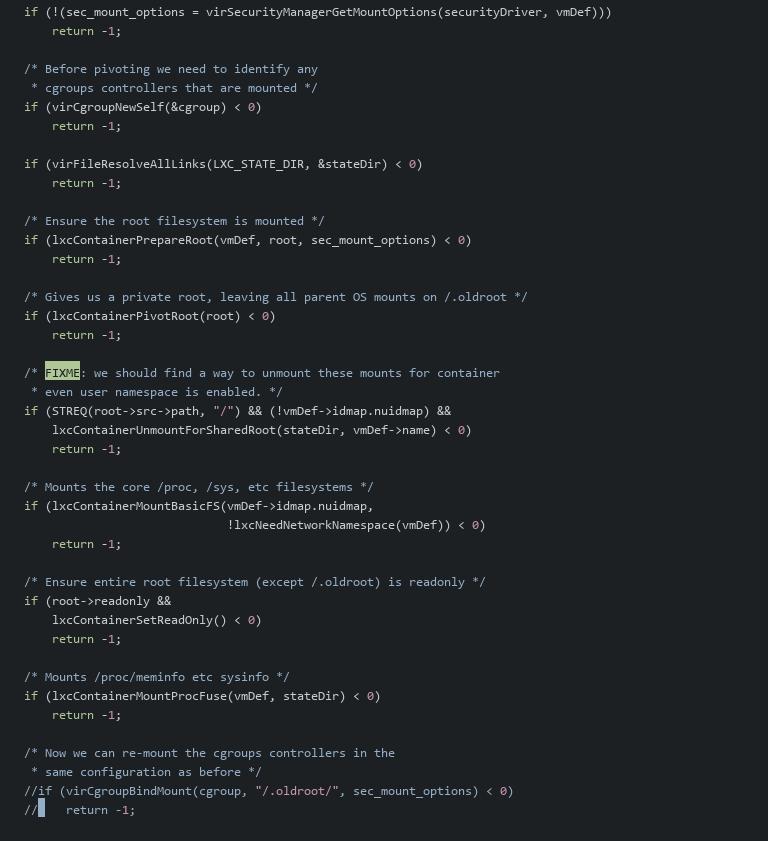 if (!(sec_mount_options = virSecurityManagerGetMountOptions(securityDriver, vmDef)))
    return -1;

/* Before pivoting we need to identify any
 * cgroups controllers that are mounted */
if (virCgroupNewSelf(&cgroup) < 0)
    return -1;

if (virFileResolveAllLinks(LXC_STATE_DIR, &stateDir) < 0)
    return -1;

/* Ensure the root filesystem is mounted */
if (lxcContainerPrepareRoot(vmDef, root, sec_mount_options) < 0)
    return -1;

/* Gives us a private root, leaving all parent OS mounts on /.oldroot */
if (lxcContainerPivotRoot(root) < 0)
    return -1;

/* FIXME: we should find a way to unmount these mounts for container
 * even user namespace is enabled. */
if (STREQ(root->src->path, "/") && (!vmDef->idmap.nuidmap) &&
    lxcContainerUnmountForSharedRoot(stateDir, vmDef->name) < 0)
    return -1;

/* Mounts the core /proc, /sys, etc filesystems */
if (lxcContainerMountBasicFS(vmDef->idmap.nuidmap,
                             !lxcNeedNetworkNamespace(vmDef)) < 0)
    return -1;

/* Ensure entire root filesystem (except /.oldroot) is readonly */
if (root->readonly &&
    lxcContainerSetReadOnly() < 0)
    return -1;

/* Mounts /proc/meminfo etc sysinfo */
if (lxcContainerMountProcFuse(vmDef, stateDir) < 0)
    return -1;

/* Now we can re-mount the cgroups controllers in the
 * same configuration as before */
//if (virCgroupBindMount(cgroup, "/.oldroot/", sec_mount_options) < 0)
//    return -1;